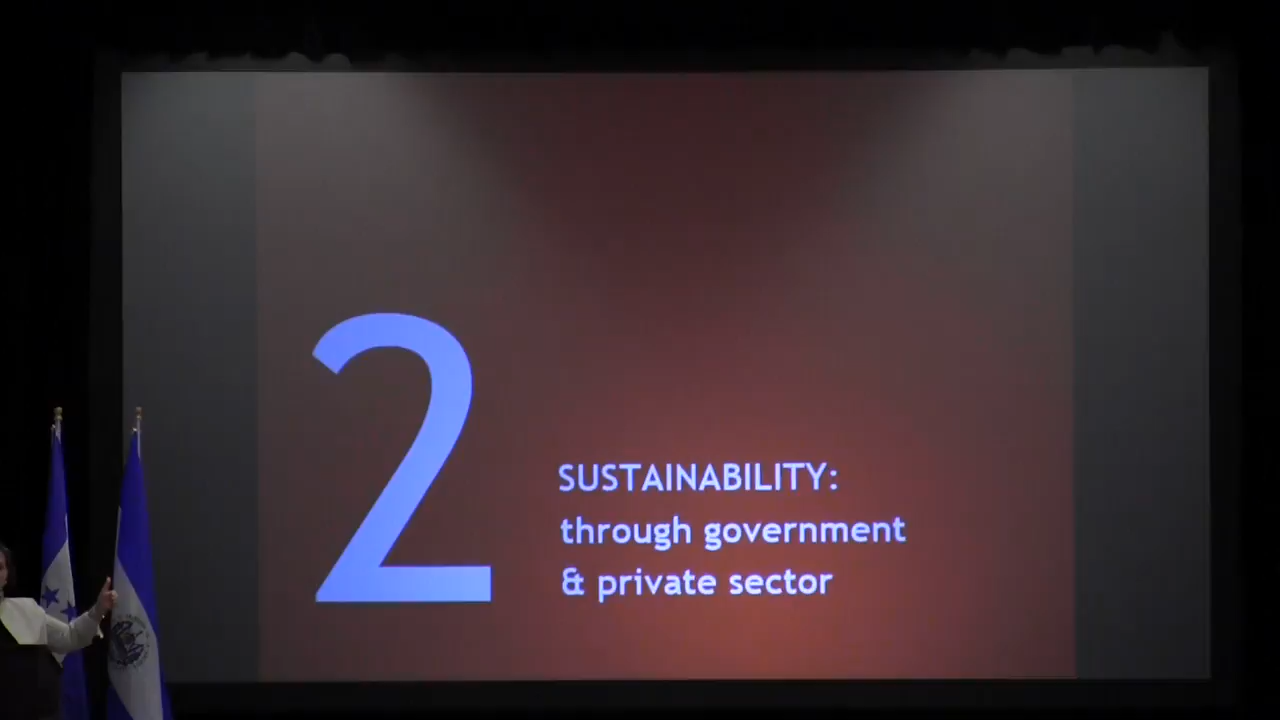 2
SUSTAINABILITY:
through government
& private sector